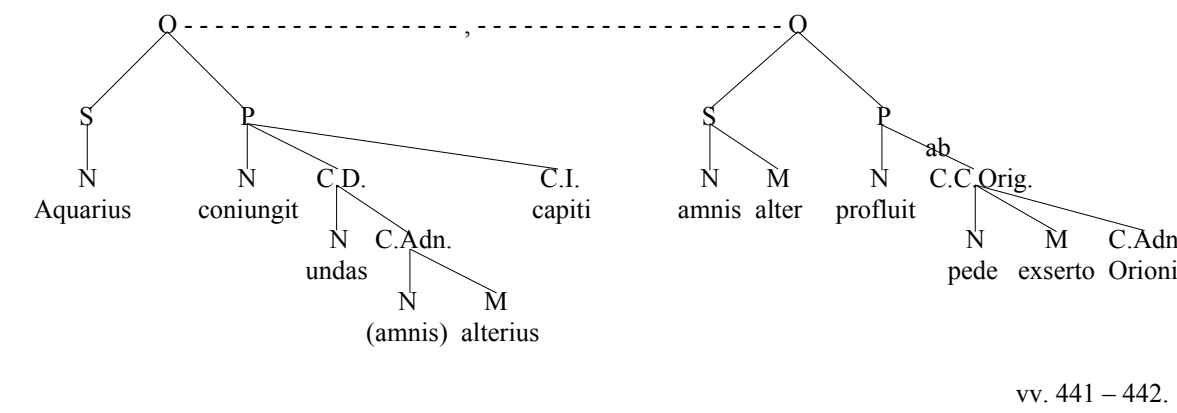 O - - - - - - - - - - - - - - - - - - , - - - - - - - - - - - - - - - - - - - - O
S P S P
ab
N N C.D. C.I. N M N C.C.Orig.
Aquarius coniungit capiti amnis alter profluit
N C.Adn. N M C.Adn
undas pede exserto Orioni
N M
(amnis) alterius
vv. 441 – 442.